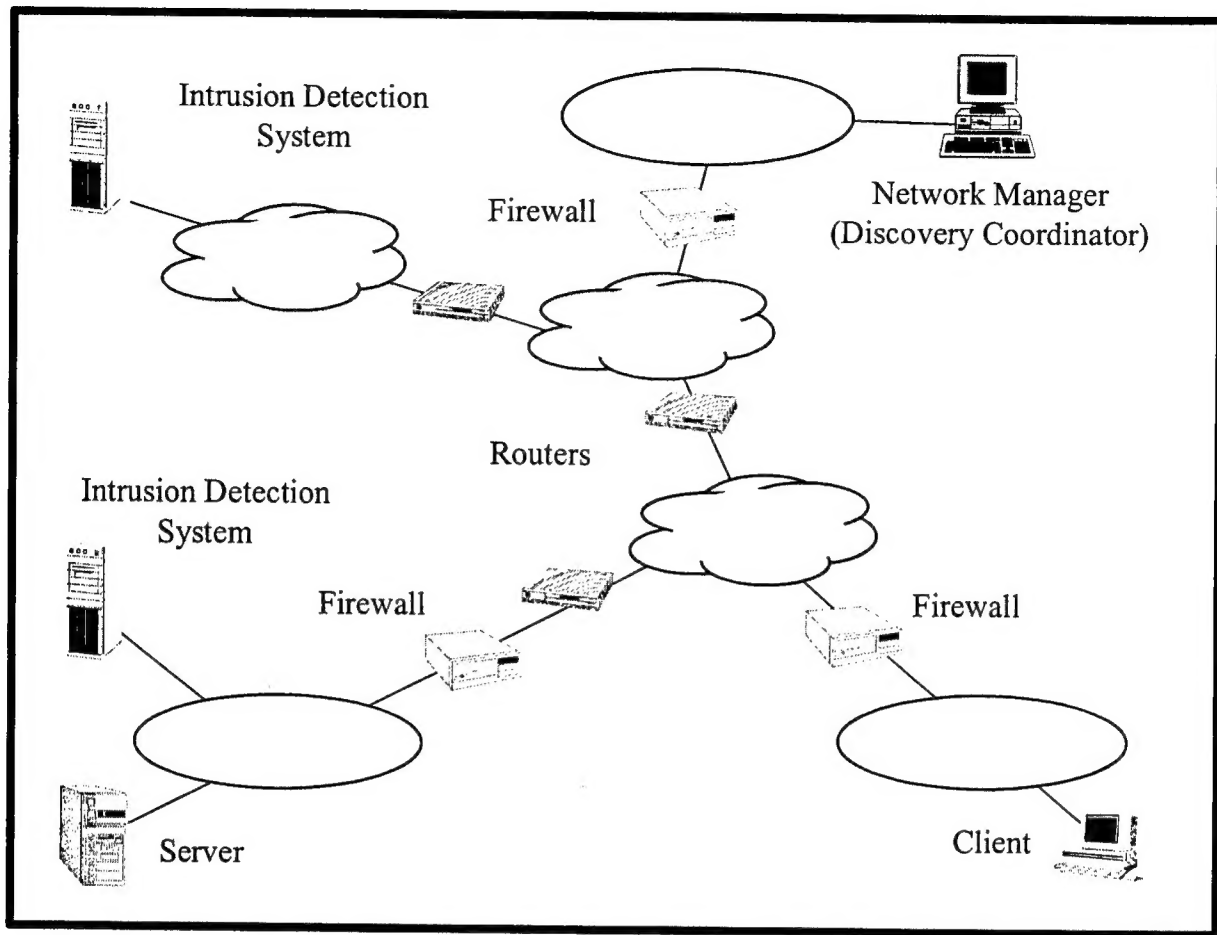 Intrusion Detection
System
Firewall
Network Manager
(Discovery Coordinator)
Routers
Intrusion Detection
System
Firewall
Firewall
Server
Client